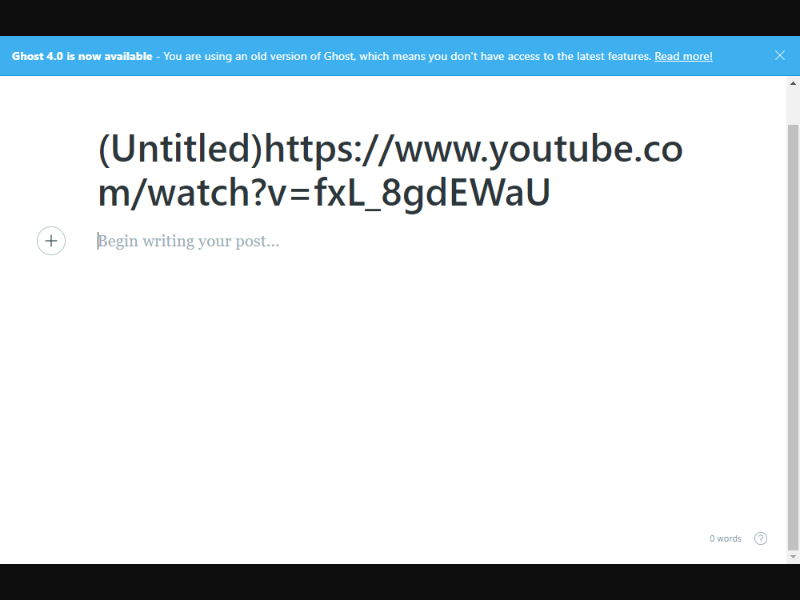 Ghost 4.0 is now available - You are using an old version of Ghost, which means you don't have access to the latest features. Read more!
(Untitled)https://www.youtube.co
m/watch?v=fxL_8gdEWaU
Begin writing your post...
0 words ?